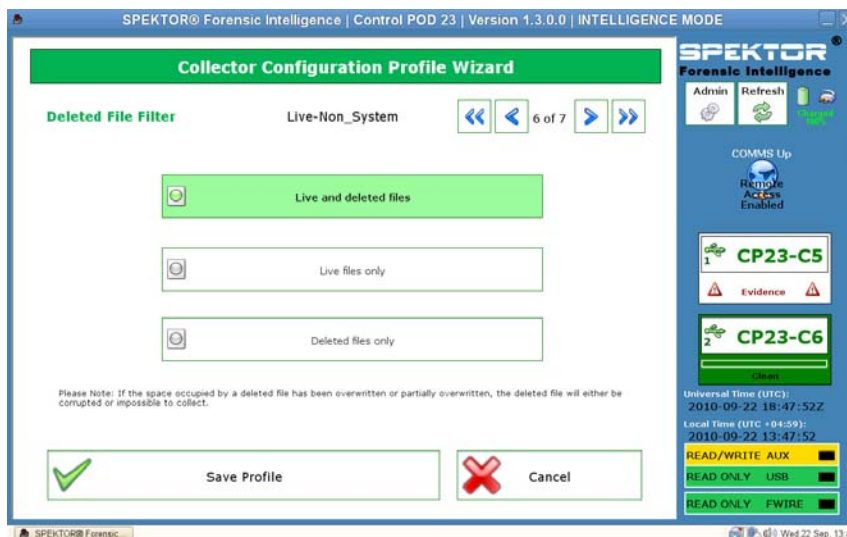 SPEKTOR® Forensic Intelligence | Control POD 23 | Version 1.3.0.0 | INTELLIGENCE MODE
Collector Configuration Profile Wizard
Deleted File Filter
Live-Non_System
6 of 7
Live and deleted files
Live files only
Deleted files only
Please Note: If the space occupied by a deleted file has been overwritten or partially overwritten, the deleted file will either be
corrupted or impossible to collect.
Save Profile
Cancel
SPEKTOR®
Forensic Intelligence
Admin
Refresh
Charged
100%
COMMS Up
Remote
Access
Enabled
1 CP23-C5
Evidence
2 CP23-C6
Clean
Universal Time (UTC):
2010-09-22 18:47:52Z
Local Time (UTC +04:59):
2010-09-22 13:47:52
READ/WRITE AUX
READ ONLY USB
READ ONLY FWIRE
SPEKTOR® Forensic...
Wed 22 Sep, 13: